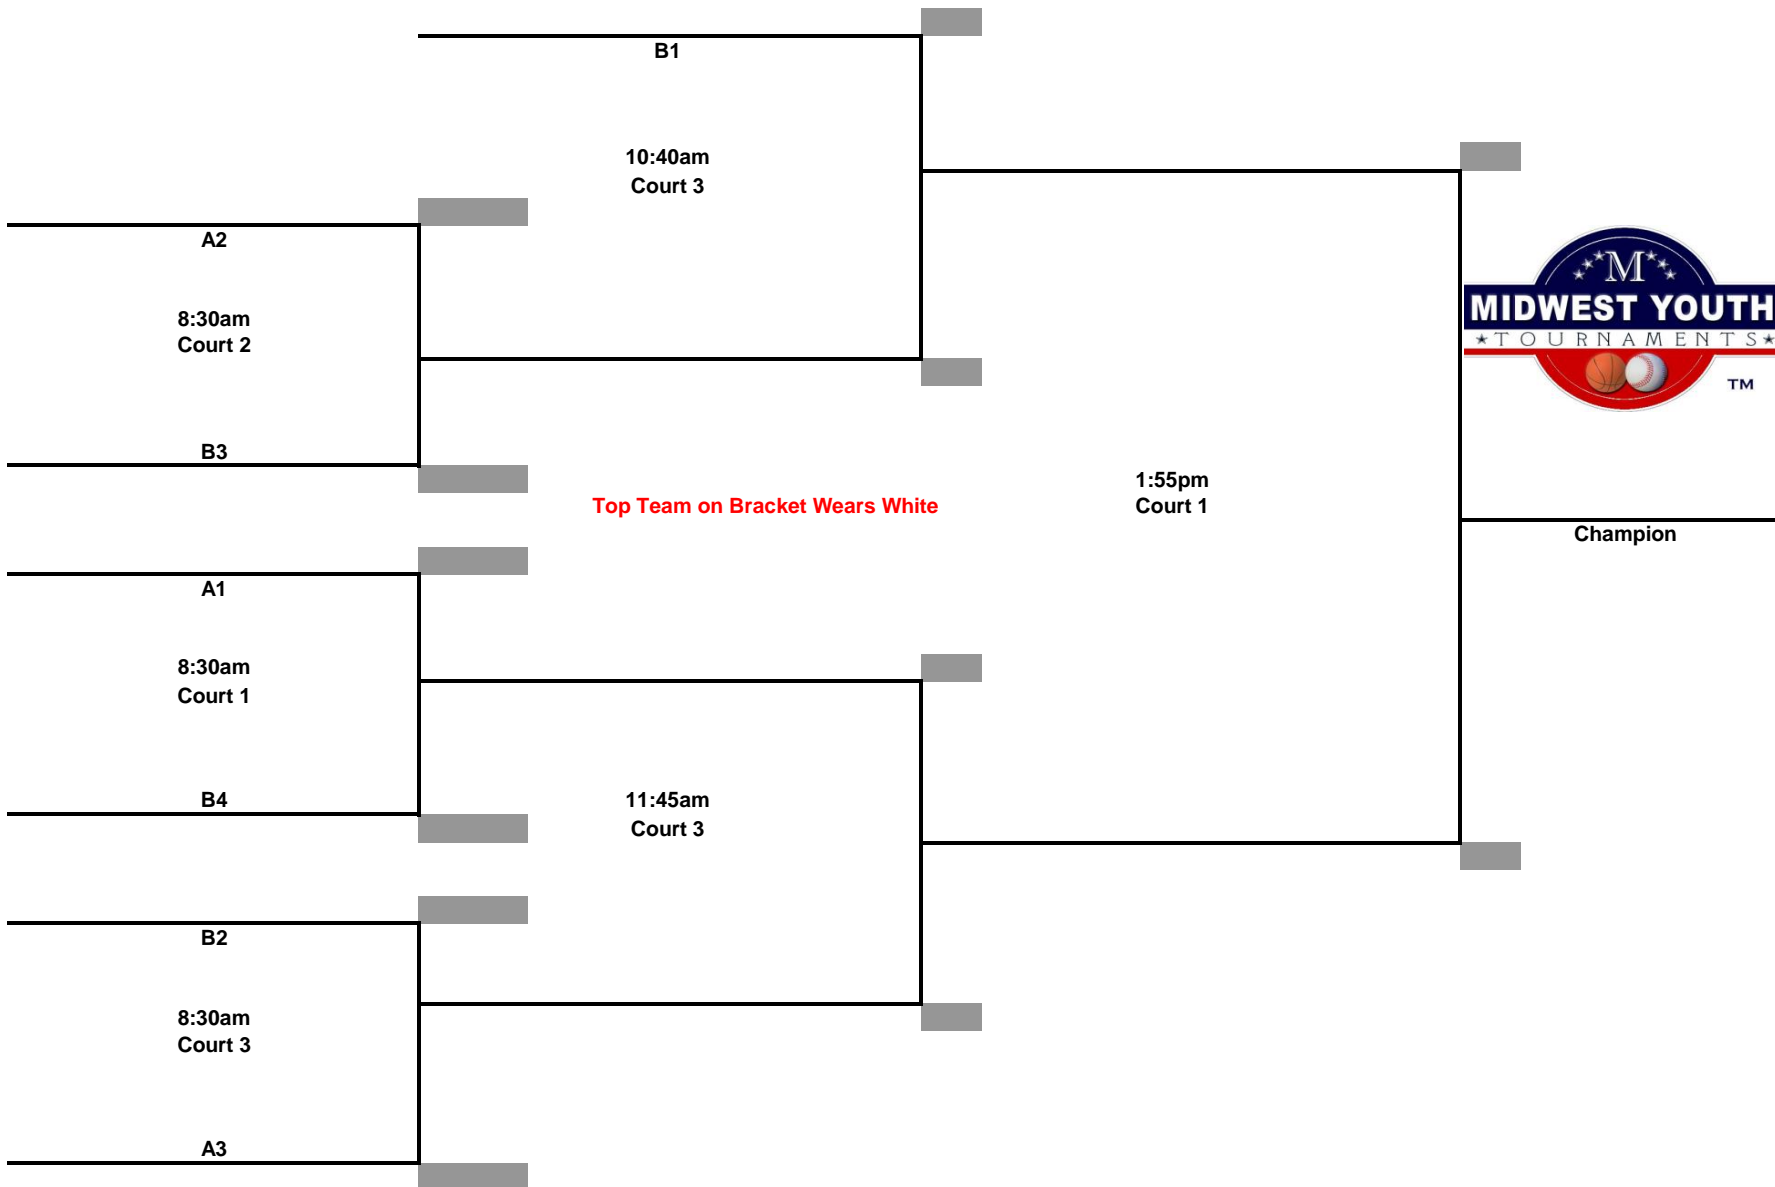 B1
10:40am
Court 3
A2
8:30am
Court 2
B3
Top Team on Bracket Wears White
1:55pm
Court 1
M
MIDWEST YOUTH
★TOURNAMENTS★
TM
Champion
A1
8:30am
Court 1
B4
11:45am
Court 3
B2
8:30am
Court 3
A3